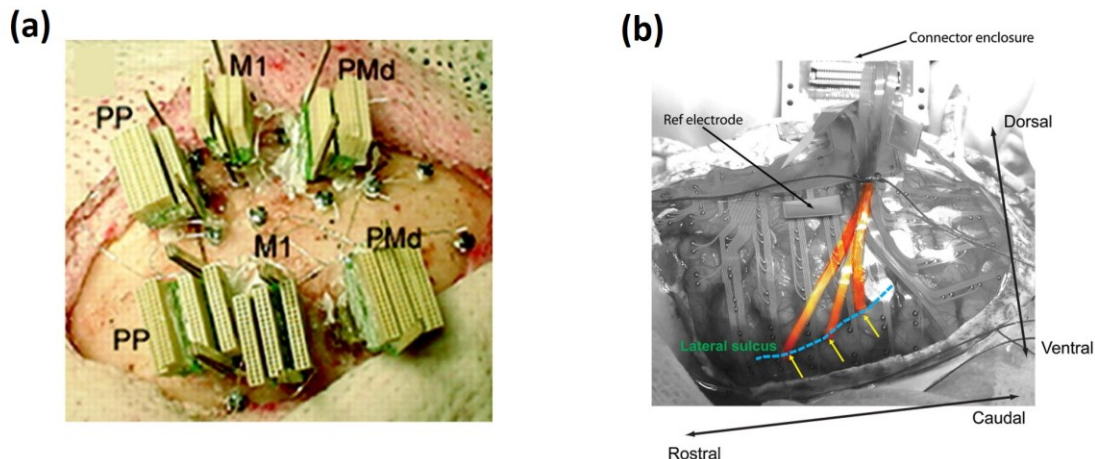 (a)
M1
PMd
PP
M1
PMd
PP
(b)
Connector enclosure
Ref electrode
Dorsal
Lateral sulcus
Ventral
Caudal
Rostral